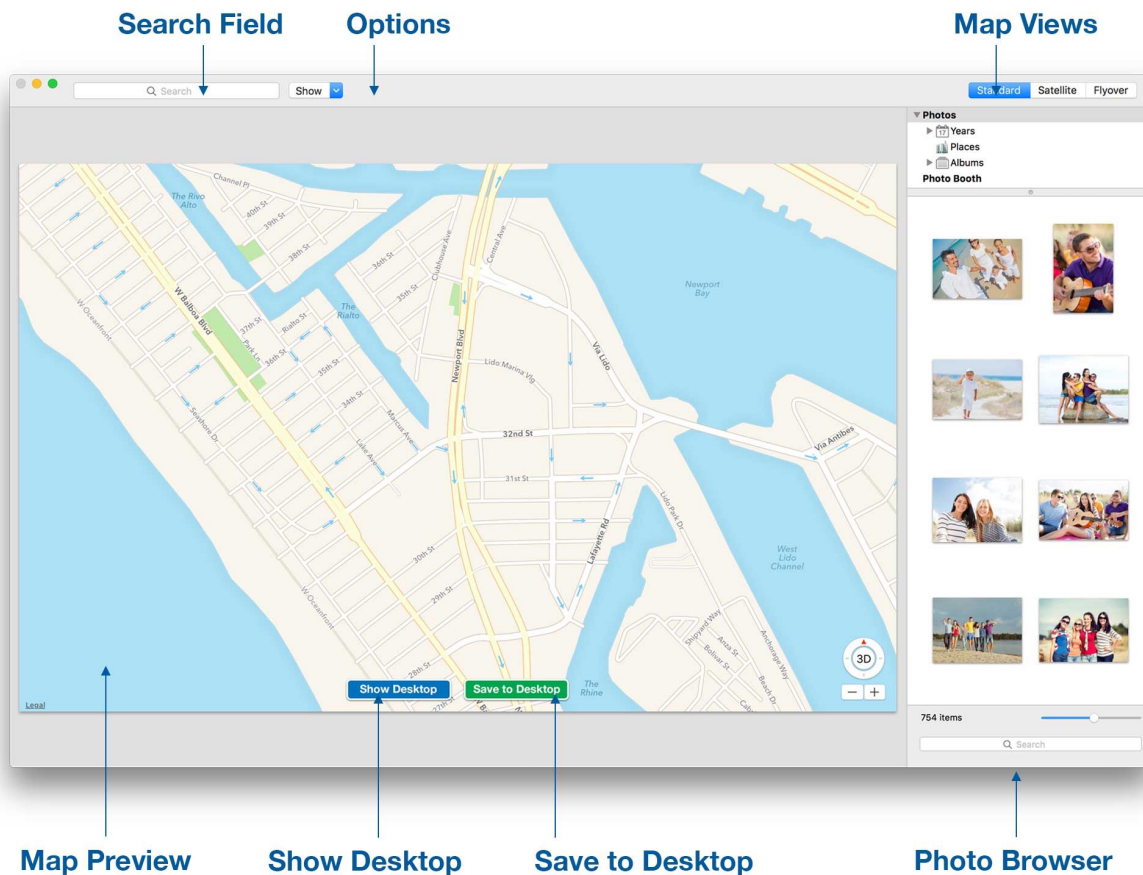 Search Field Options Map Views
Search Show Standard Satellite Flyover
Photos
17 Years
Places
Albums
Photo Booth
Channel Pl
The Rivo
Alto
40th St
39th St
38th St
36th St
35th St
Clubhouse Ave
Central Ave
Newport
Bay
W Oceanfront
W Balboa Blvd
37th St
Rialto St
The
Rialto
Park Ln
36th St
35th St
34th St
Newport Blvd
Lido Marina Vlg
Via Lido
Seashore Dr
Lake Ave
Marcus Ave
32nd St
Via Antibes
31st St
Lido Park Dr
Lafayette Rd
West
Lido
Channel
30th St
29th St
W Oceanfront
28th St
27th St
Shipyard Way
Anza St
Bolivar St
Beach Dr
Anchorage Way
3D
The
Rhine
Show Desktop Save to Desktop
Legal
754 items
Search
Map Preview Show Desktop Save to Desktop Photo Browser